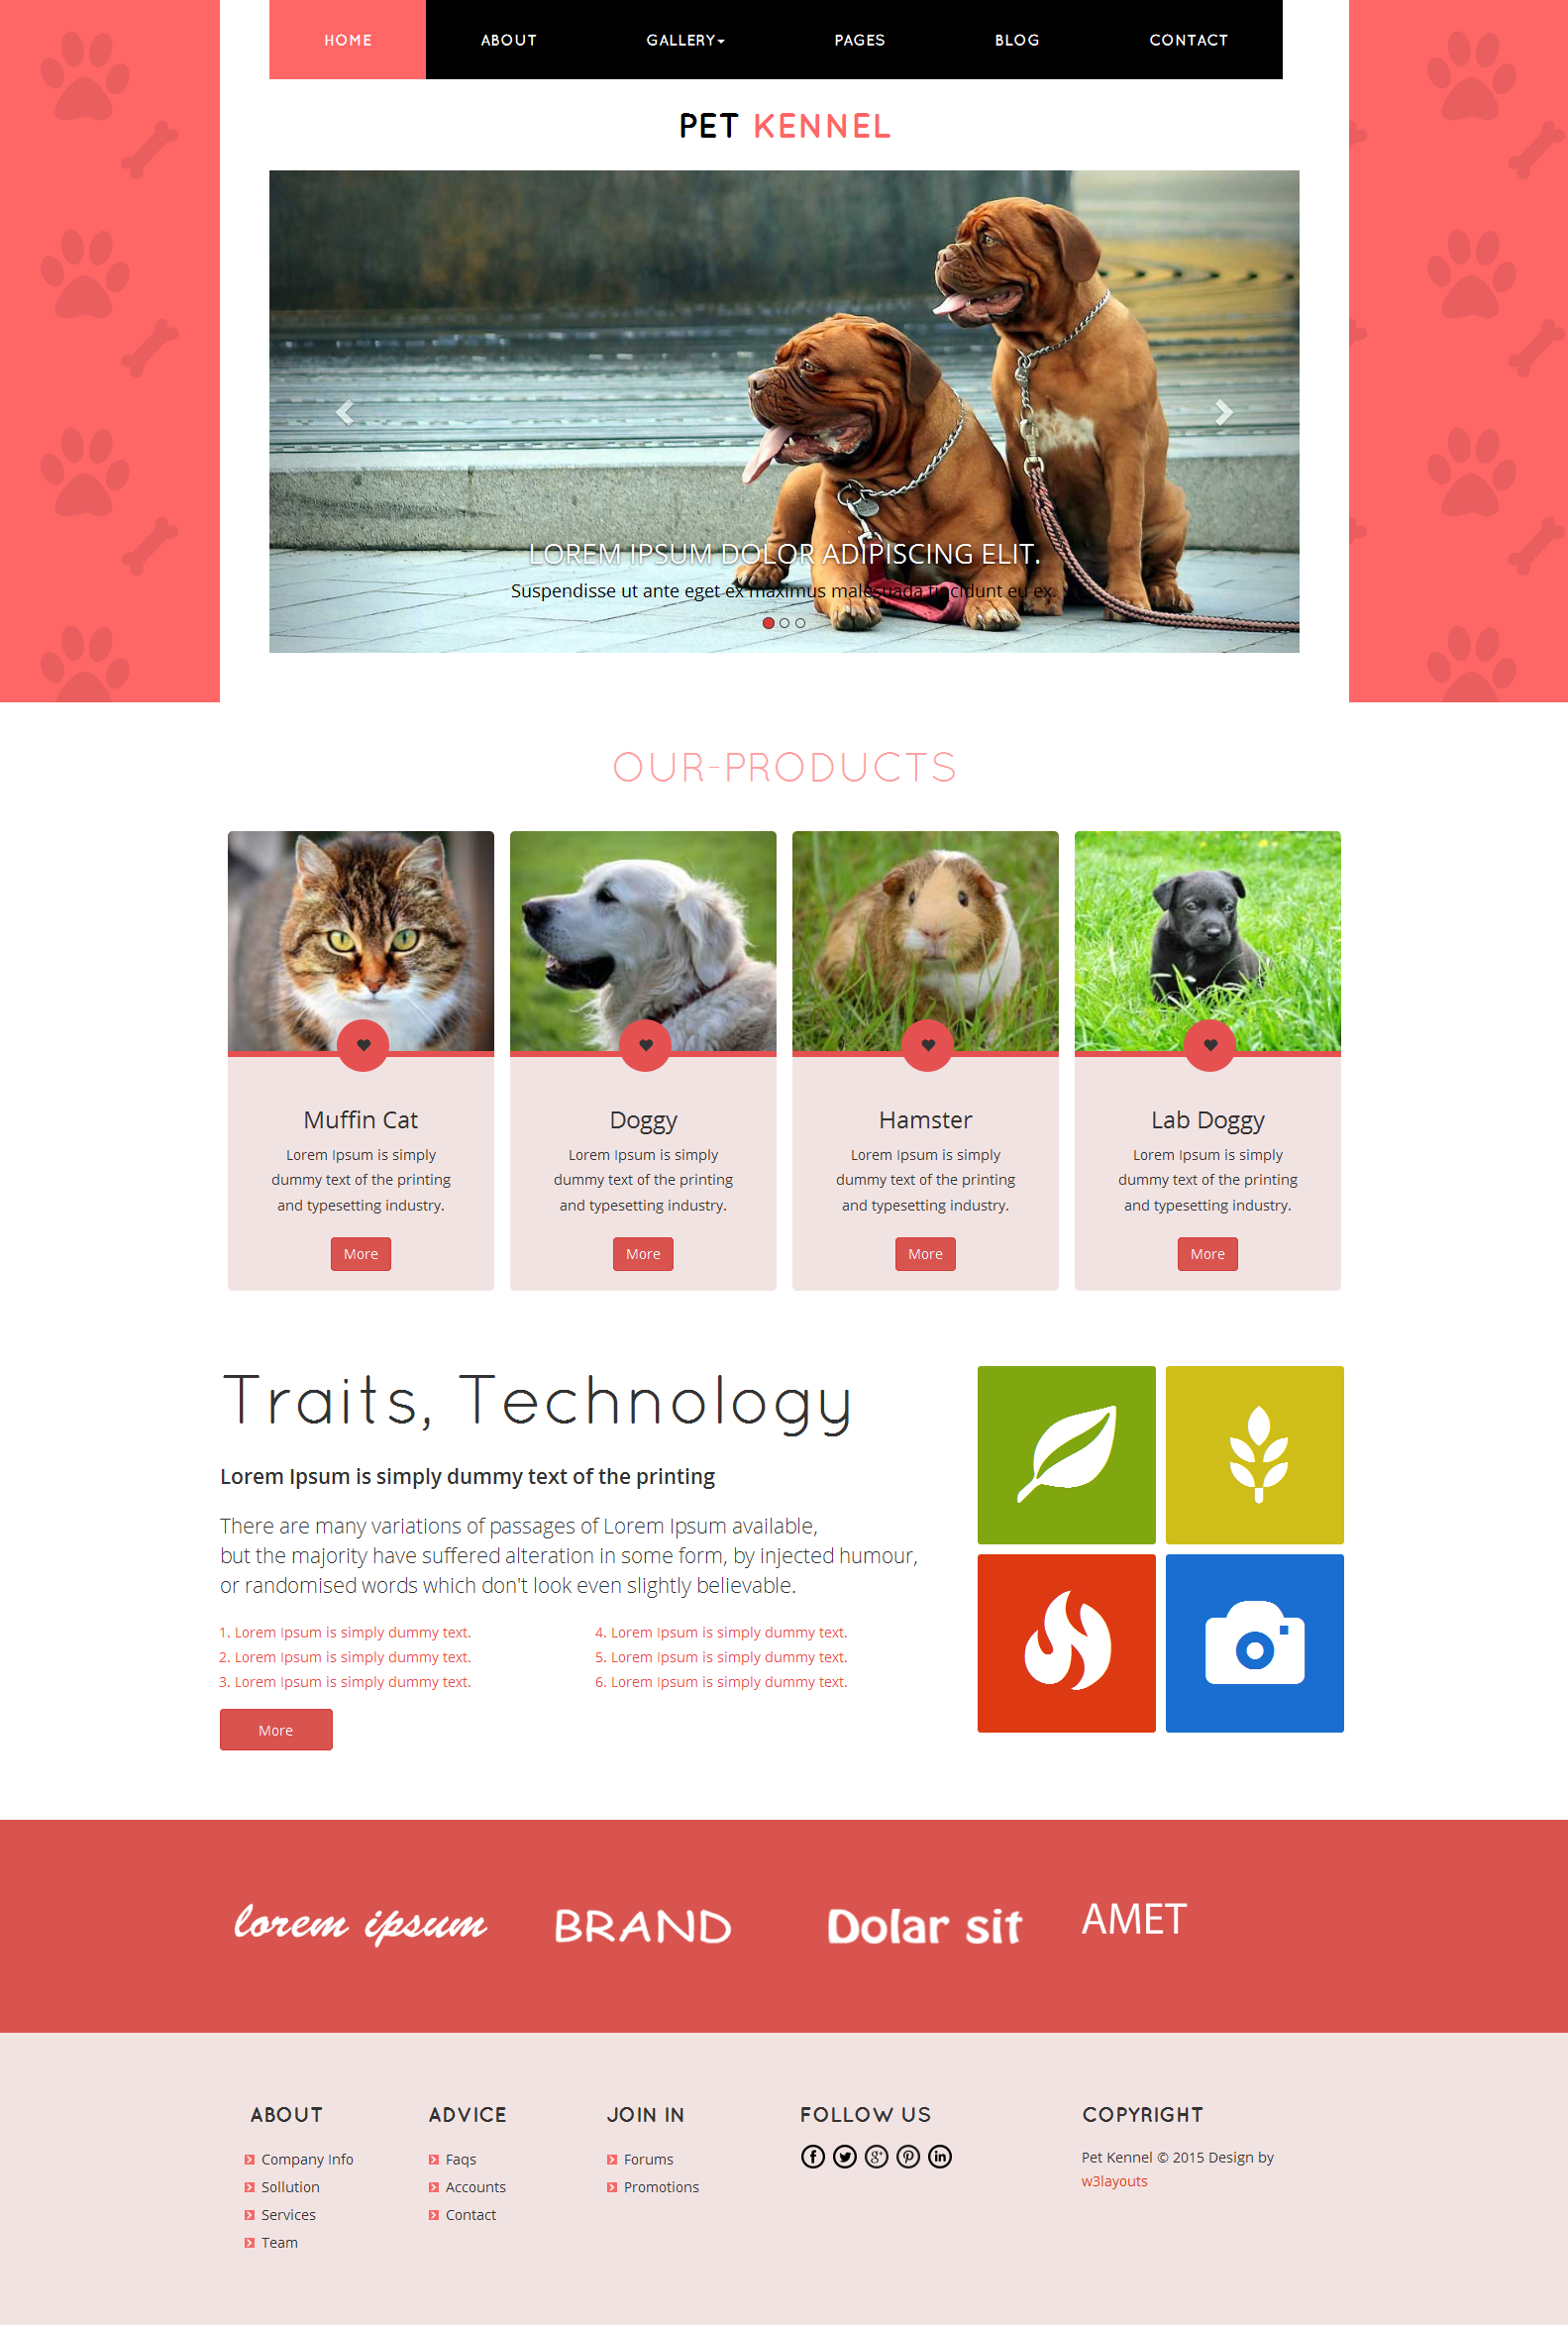 HOME ABOUT GALLERY PAGES BLOG CONTACT
PET KENNEL
LOREM IPSUM DOLOR ADIPISCING ELIT.
Suspendisse ut ante eget ex maximus malesuada tincidunt eu ex.
OUR-PRODUCTS
Muffin Cat
Lorem Ipsum is simply
dummy text of the printing
and typesetting industry.
More
Doggy
Lorem Ipsum is simply
dummy text of the printing
and typesetting industry.
More
Hamster
Lorem Ipsum is simply
dummy text of the printing
and typesetting industry.
More
Lab Doggy
Lorem Ipsum is simply
dummy text of the printing
and typesetting industry.
More
Traits, Technology
Lorem Ipsum is simply dummy text of the printing
There are many variations of passages of Lorem Ipsum available,
but the majority have suffered alteration in some form, by injected humour,
or randomised words which don't look even slightly believable.
1. Lorem Ipsum is simply dummy text.
2. Lorem Ipsum is simply dummy text.
3. Lorem Ipsum is simply dummy text.
4. Lorem Ipsum is simply dummy text.
5. Lorem Ipsum is simply dummy text.
6. Lorem Ipsum is simply dummy text.
More
lorem ipsum BRAND Dolar sit AMET
ABOUT
Company Info
Sollution
Services
Team
ADVICE
Faqs
Accounts
Contact
JOIN IN
Forums
Promotions
FOLLOW US
COPYRIGHT
Pet Kennel © 2015 Design by
w3layouts